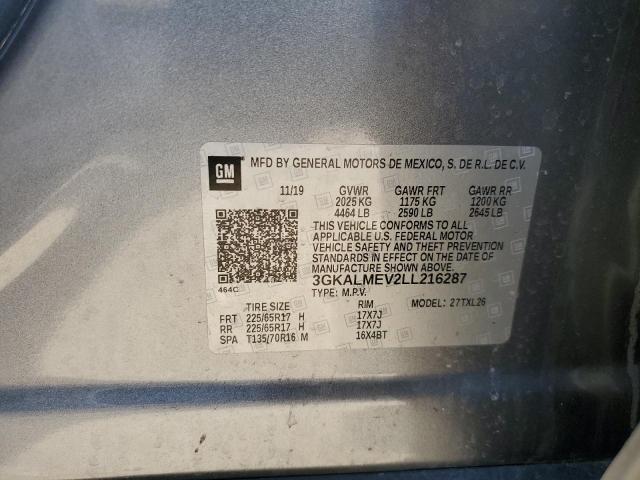 GM
MFD BY GENERAL MOTORS DE MEXICO, S. DE R.L. DE C.V.
11/19 GVWR GAWR FRT GAWR RR
2025 KG 1175 KG 1200 KG
4464 LB 2590 LB 2645 LB
THIS VEHICLE CONFORMS TO ALL
APPLICABLE U.S. FEDERAL MOTOR
VEHICLE SAFETY AND THEFT PREVENTION
STANDARDS IN EFFECT ON THE DATE
OF MANUFACTURE SHOWN ABOVE.
3GKALMEV2LL216287
464C TYPE: M.P.V. MODEL: 27TXL26
TIRE SIZE RIM
FRT 225/65R17 H 17X7J
RR 225/65R17 H 17X7J
SPA T135/70R16 M 16X4BT